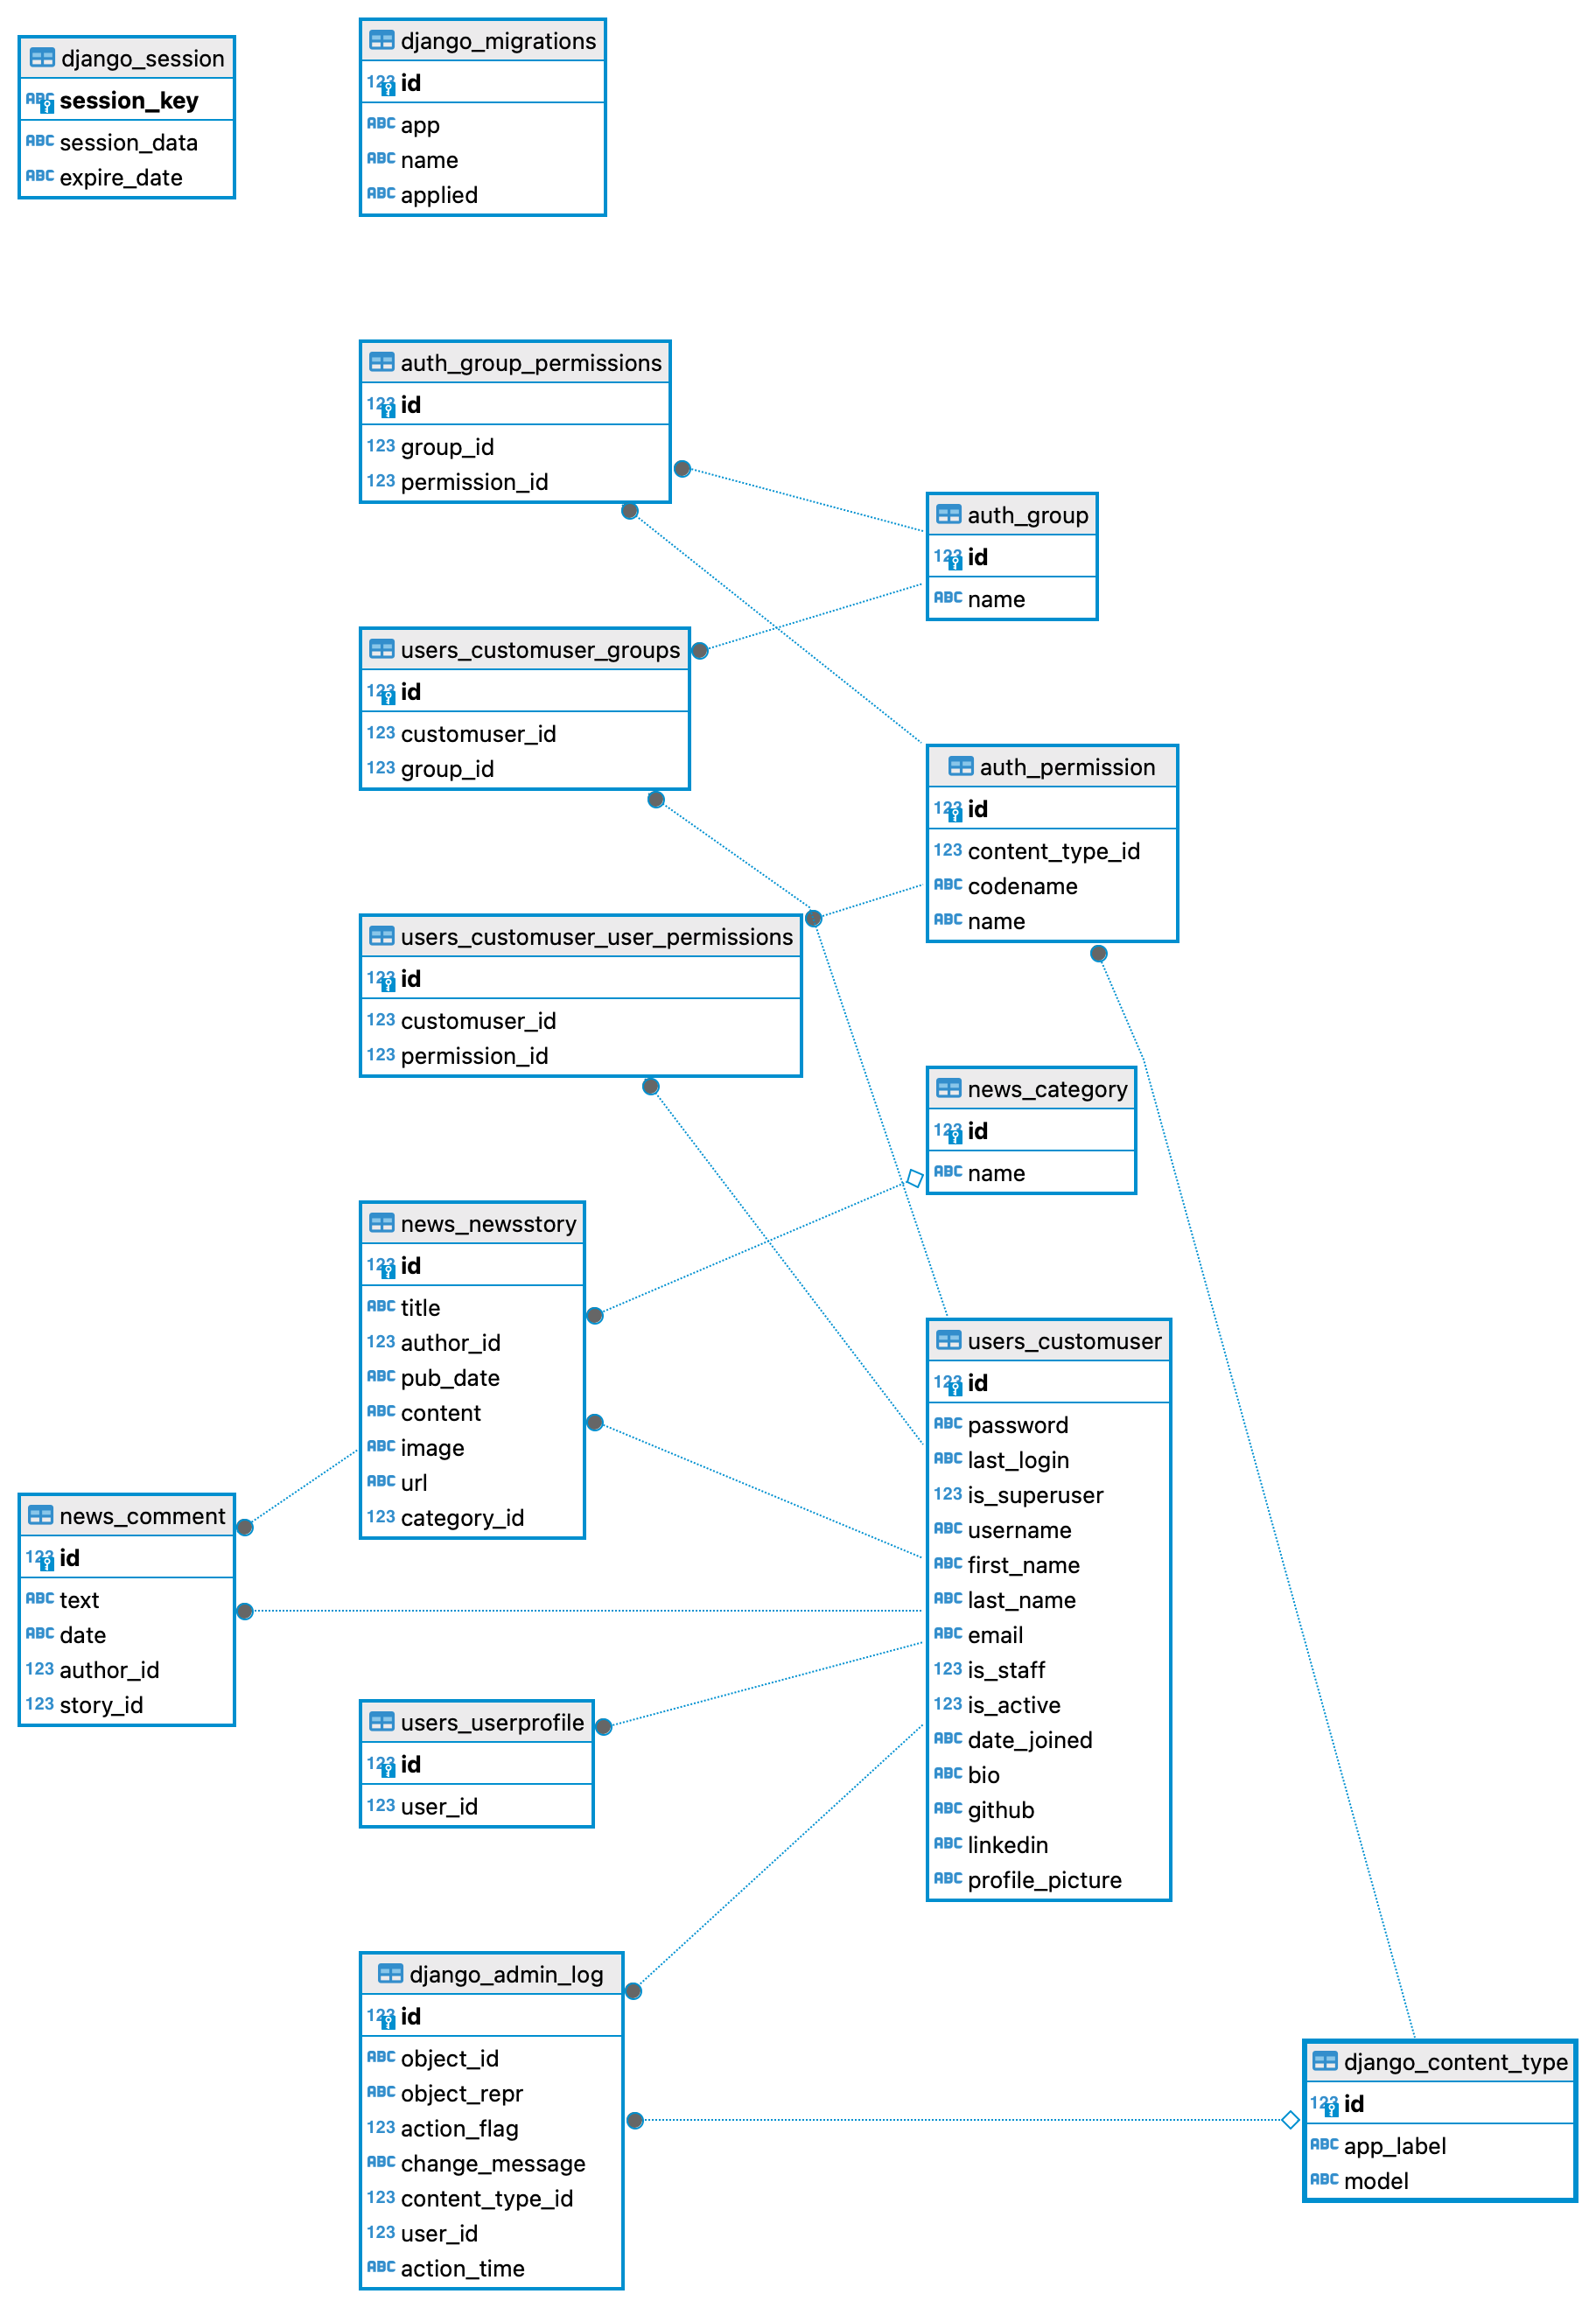 django_session
123 session_key
ABC session_data
ABC expire_date
django_migrations
123 id
ABC app
ABC name
ABC applied
auth_group_permissions
123 id
123 group_id
123 permission_id
auth_group
123 id
ABC name
users_customuser_groups
123 id
123 customuser_id
123 group_id
auth_permission
123 id
123 content_type_id
ABC codename
ABC name
users_customuser_user_permissions
123 id
123 customuser_id
123 permission_id
news_category
123 id
ABC name
news_newsstory
123 id
ABC title
123 author_id
ABC pub_date
ABC content
ABC image
ABC url
123 category_id
users_customuser
123 id
ABC password
ABC last_login
123 is_superuser
ABC username
ABC first_name
ABC last_name
ABC email
123 is_staff
123 is_active
ABC date_joined
ABC bio
ABC github
ABC linkedin
ABC profile_picture
news_comment
123 id
ABC text
ABC date
123 author_id
123 story_id
users_userprofile
123 id
123 user_id
django_admin_log
123 id
ABC object_id
ABC object_repr
123 action_flag
ABC change_message
123 content_type_id
123 user_id
ABC action_time
django_content_type
123 id
ABC app_label
ABC model